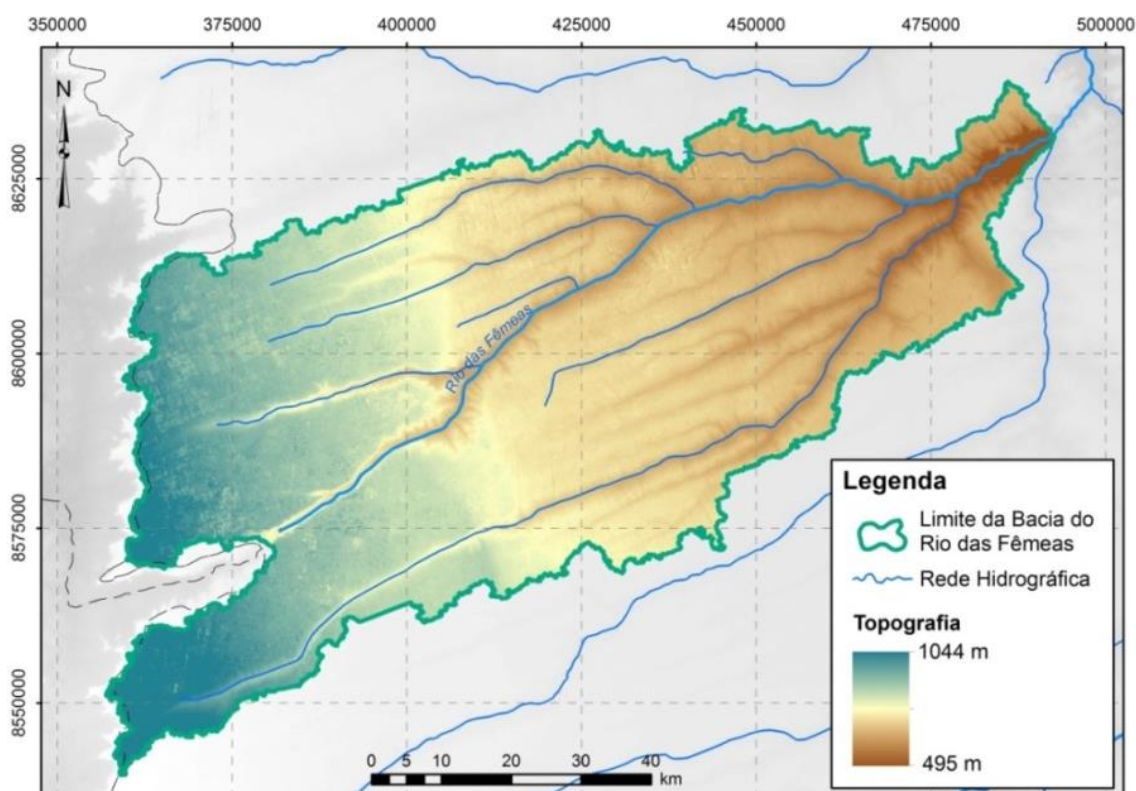 350000 375000 400000 425000 450000 475000 500000
N
8625000
8600000
8575000
8550000
Rio das Fêmeas
Legenda
Limite da Bacia do
Rio das Fêmeas
Rede Hidrográfica
Topografia
1044 m
495 m
0 5 10 20 30 40
km